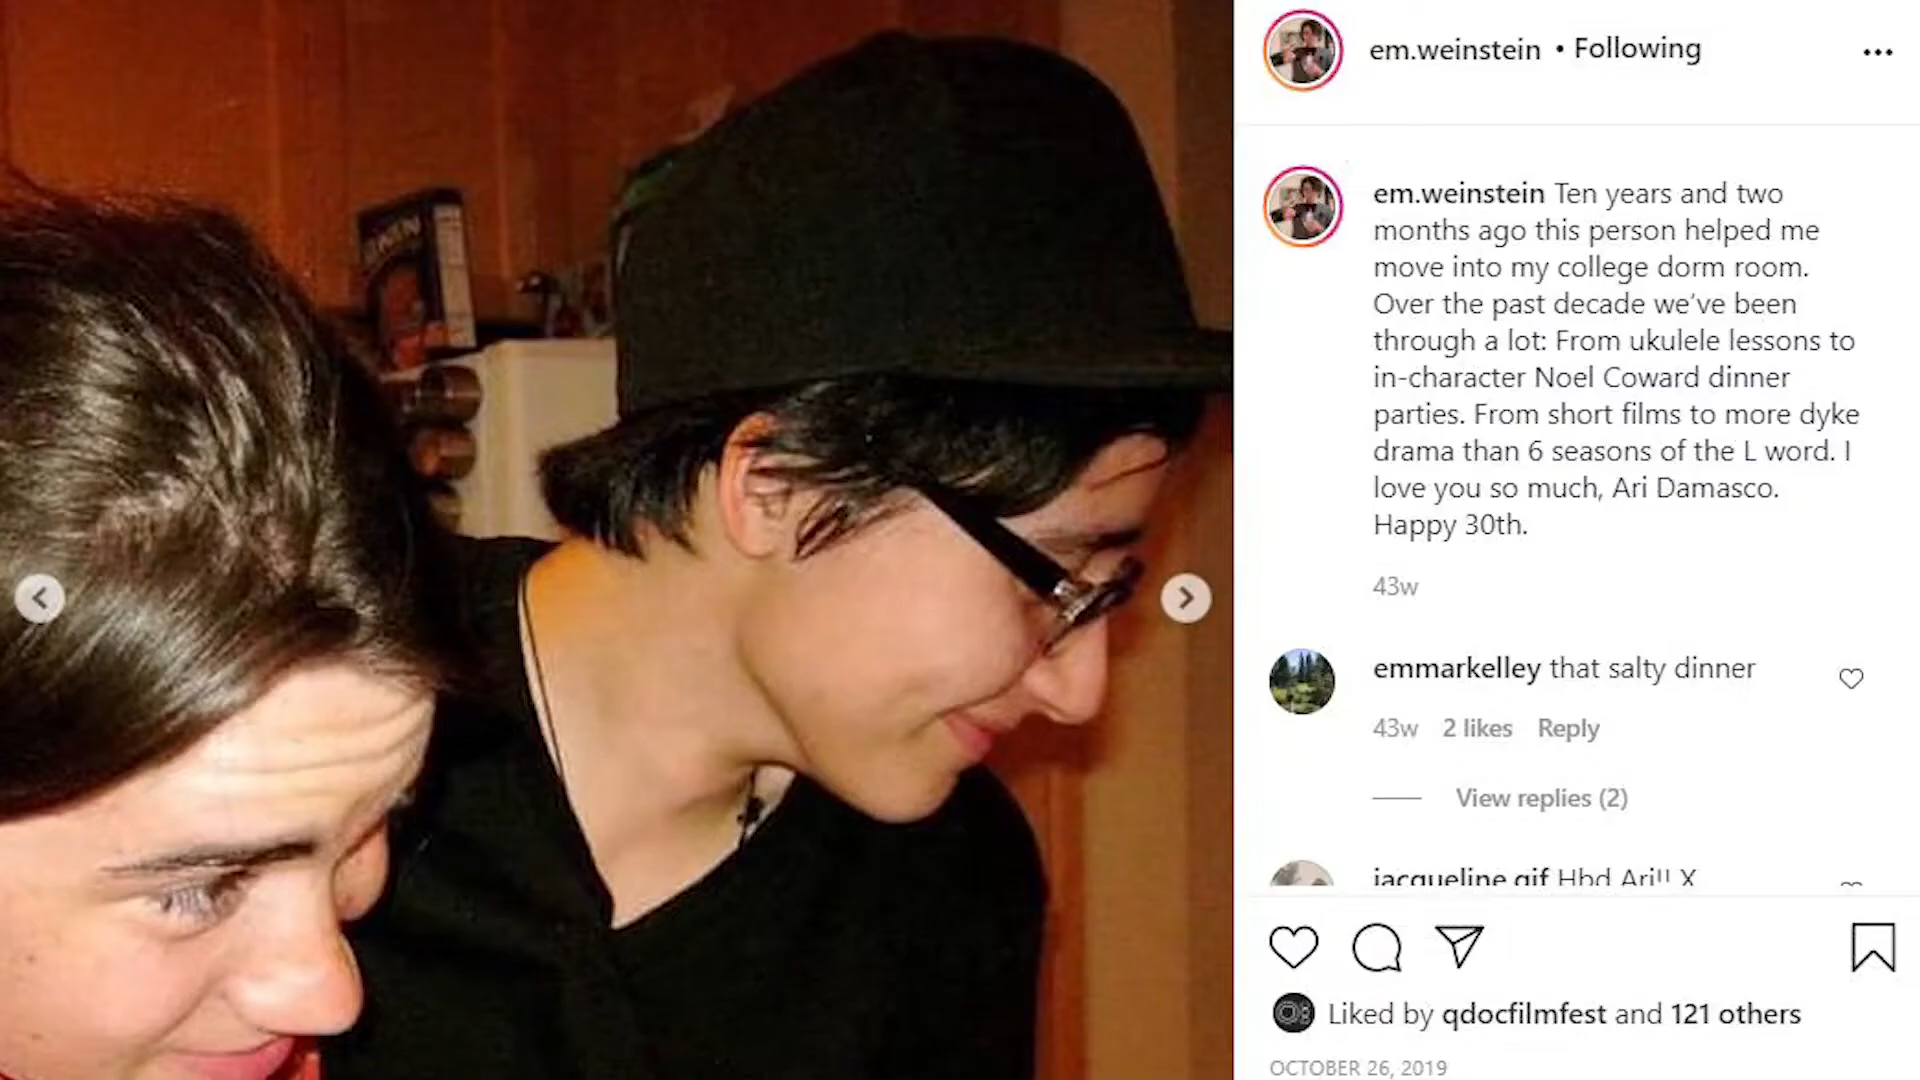 em.weinstein • Following
em.weinstein Ten years and two
months ago this person helped me
move into my college dorm room.
Over the past decade we've been
through a lot: From ukulele lessons to
in-character Noel Coward dinner
parties. From short films to more dyke
drama than 6 seasons of the L word. I
love you so much, Ari Damasco.
Happy 30th.
43w
emmarkelley that salty dinner
43w 2 likes Reply
View replies (2)
jacqueline.gif Hbd Ari!! X
Liked by qdocfilmfest and 121 others
OCTOBER 26, 2019